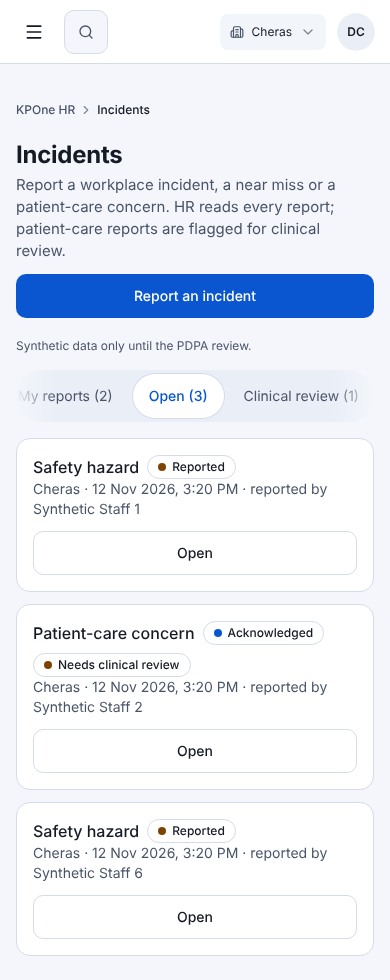 Cheras
DC
KPOne HR > Incidents
Incidents
Report a workplace incident, a near miss or a
patient-care concern. HR reads every report;
patient-care reports are flagged for clinical
review.
Report an incident
Synthetic data only until the PDPA review.
My reports (2) Open (3) Clinical review (1)
Safety hazard Reported
Cheras · 12 Nov 2026, 3:20 PM · reported by
Synthetic Staff 1
Open
Patient-care concern Acknowledged
Needs clinical review
Cheras · 12 Nov 2026, 3:20 PM · reported by
Synthetic Staff 2
Open
Safety hazard Reported
Cheras · 12 Nov 2026, 3:20 PM · reported by
Synthetic Staff 6
Open